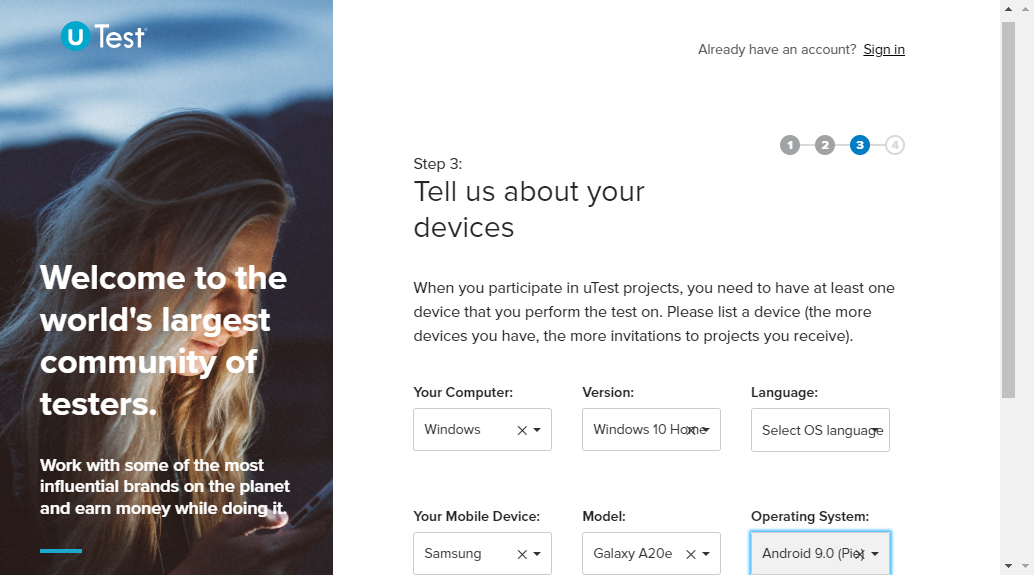 u Test
Already have an account? Sign in
1 2 3 4
Step 3:
Tell us about your
devices
Welcome to the
world's largest
community of
testers.
Work with some of the most
influential brands on the planet
and earn money while doing it.
When you participate in uTest projects, you need to have at least one
device that you perform the test on. Please list a device (the more
devices you have, the more invitations to projects you receive).
Your Computer: Version: Language:
Windows Windows 10 Home Select OS language
Your Mobile Device: Model: Operating System:
Samsung Galaxy A20e Android 9.0 (Pie)